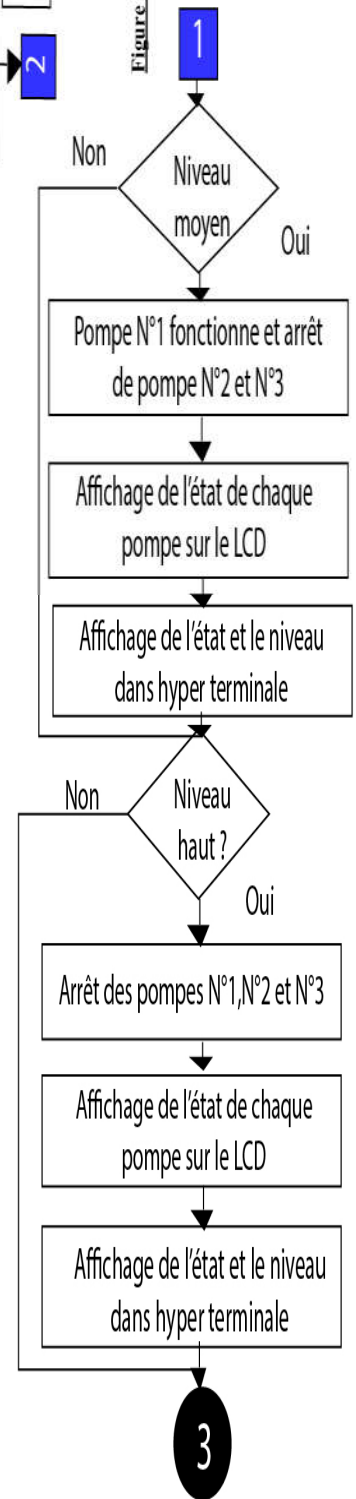 2
Figure
1
Non
Niveau
moyen
Oui
Pompe N°1 fonctionne et arrêt
de pompe N°2 et N°3
Affichage de l'état de chaque
pompe sur le LCD
Affichage de l'état et le niveau
dans hyper terminale
Non
Niveau
haut ?
Oui
Arrêt des pompes N°1,N°2 et N°3
Affichage de l'état de chaque
pompe sur le LCD
Affichage de l'état et le niveau
dans hyper terminale
3